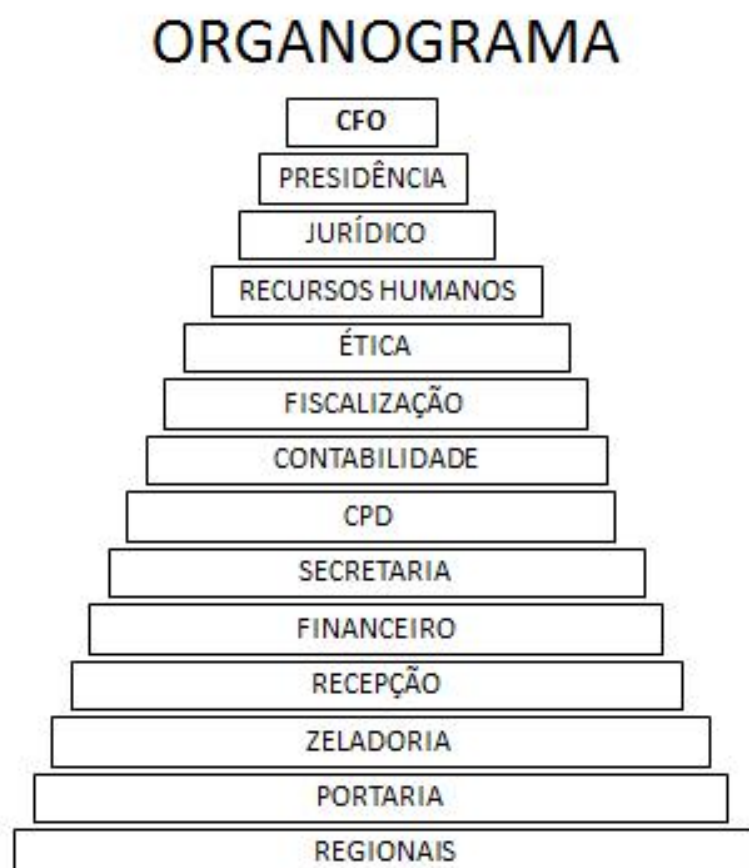 ORGANOGRAMA
CFO
PRESIDÊNCIA
JURÍDICO
RECURSOS HUMANOS
ÉTICA
FISCALIZAÇÃO
CONTABILIDADE
CPD
SECRETARIA
FINANCEIRO
RECEPÇÃO
ZELADORIA
PORTARIA
REGIONAIS